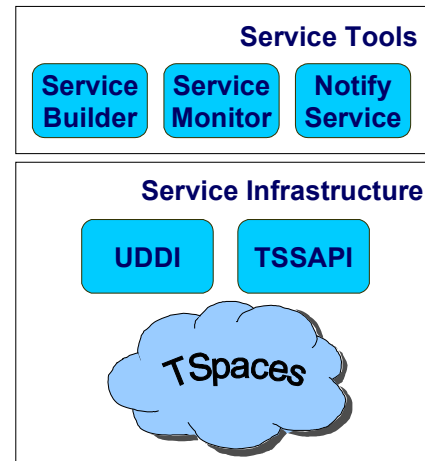 Service Tools
Service Service Notify
Builder Monitor Service
Service Infrastructure
UDDI TSSAPI
TSpaces